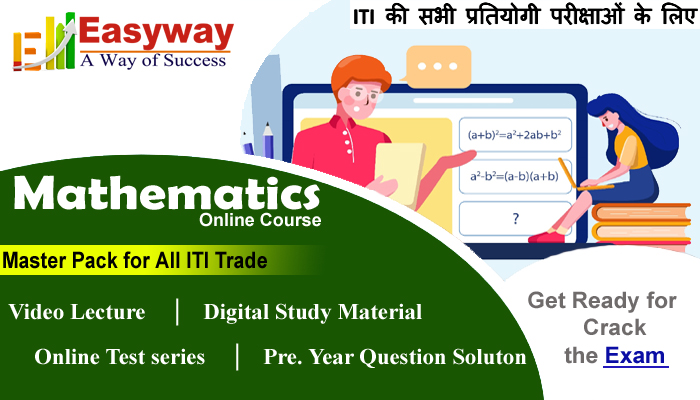 Easyway
A Way of Success
ITI की सभी प्रतियोगी परीक्षाओं के लिए
(a+b)²=a²+2ab+b²
a²-b²=(a-b)(a+b)
?
Mathematics
Online Course
Master Pack for All ITI Trade
Video Lecture | Digital Study Material
Online Test series | Pre. Year Question Soluton
Get Ready for
Crack
the Exam